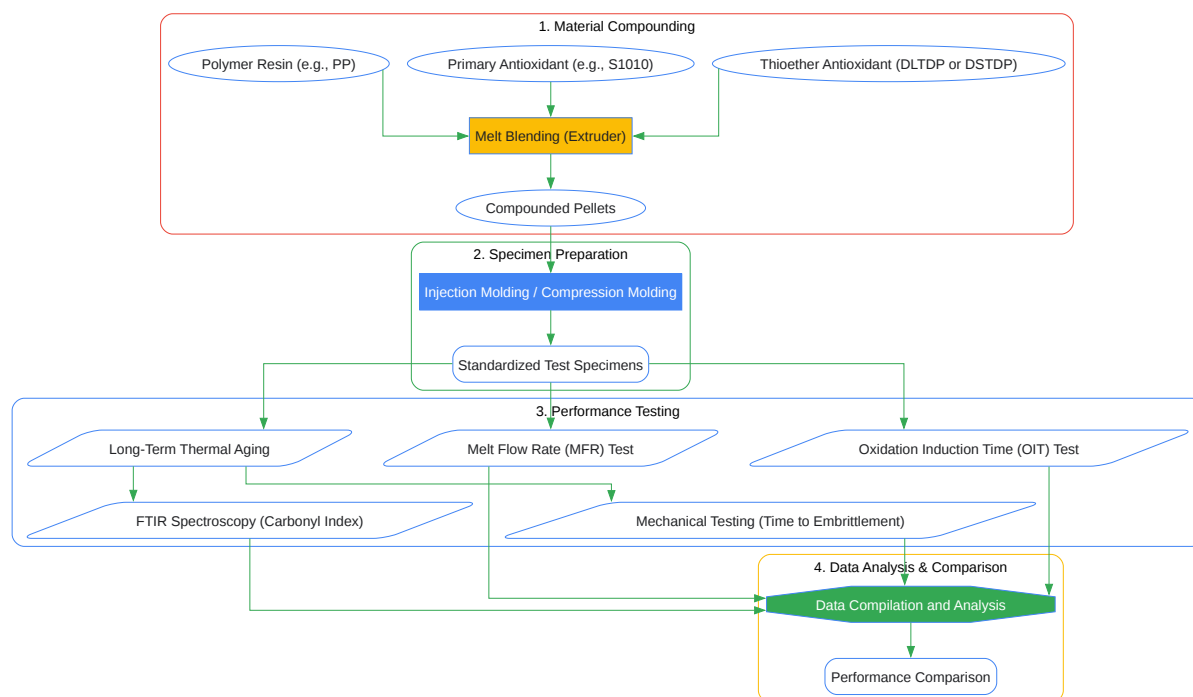 1. Material Compounding
Polymer Resin (e.g., PP)
Primary Antioxidant (e.g., S1010)
Thioether Antioxidant (DLTDP or DSTDP)
Melt Blending (Extruder)
Compounded Pellets
2. Specimen Preparation
Injection Molding / Compression Molding
Standardized Test Specimens
3. Performance Testing
Long-Term Thermal Aging
Melt Flow Rate (MFR) Test
Oxidation Induction Time (OIT) Test
FTIR Spectroscopy (Carbonyl Index)
Mechanical Testing (Time to Embrittlement)
4. Data Analysis & Comparison
Data Compilation and Analysis
Performance Comparison